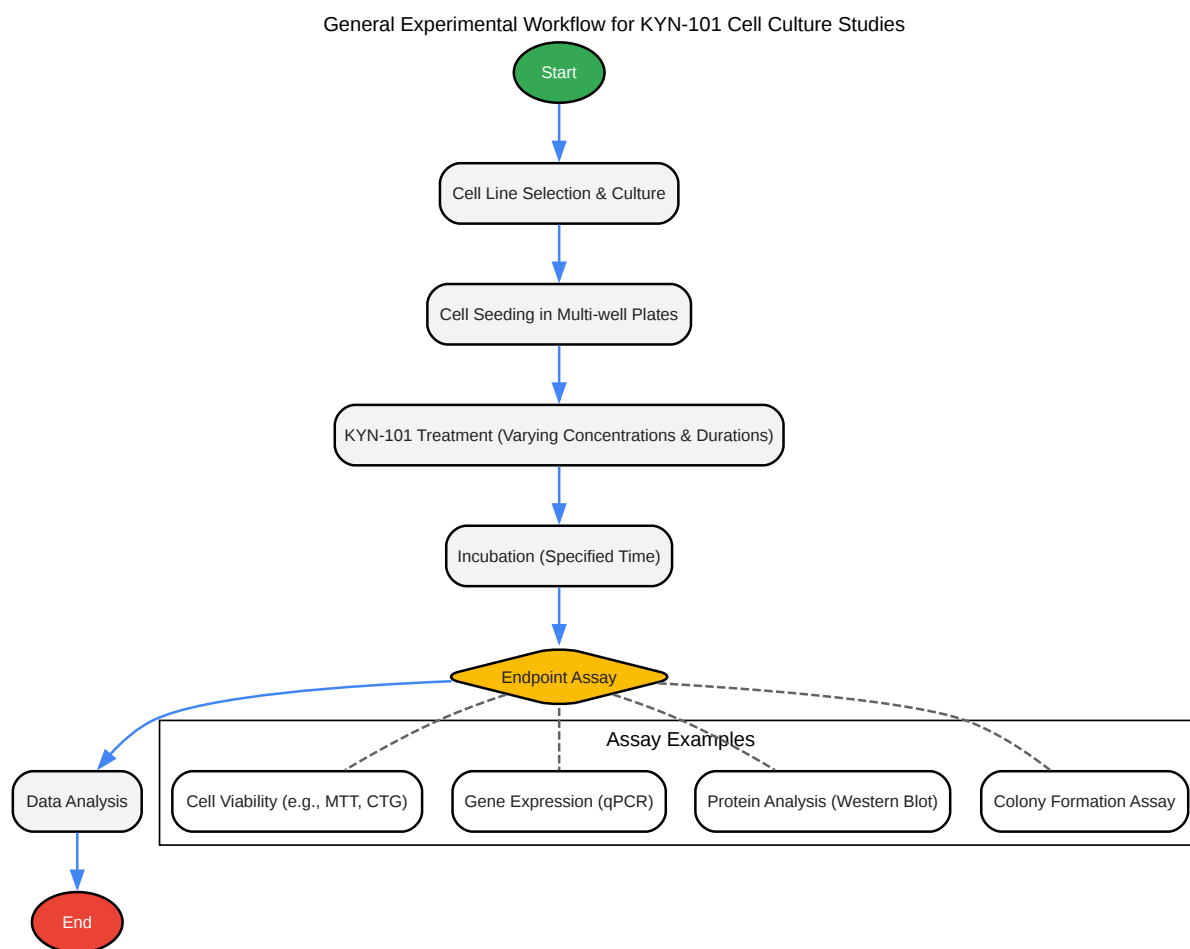 General Experimental Workflow for KYN-101 Cell Culture Studies
Start
Cell Line Selection & Culture
Cell Seeding in Multi-well Plates
KYN-101 Treatment (Varying Concentrations & Durations)
Incubation (Specified Time)
Endpoint Assay
Assay Examples
Data Analysis
Cell Viability (e.g., MTT, CTG)
Gene Expression (qPCR)
Protein Analysis (Western Blot)
Colony Formation Assay
End